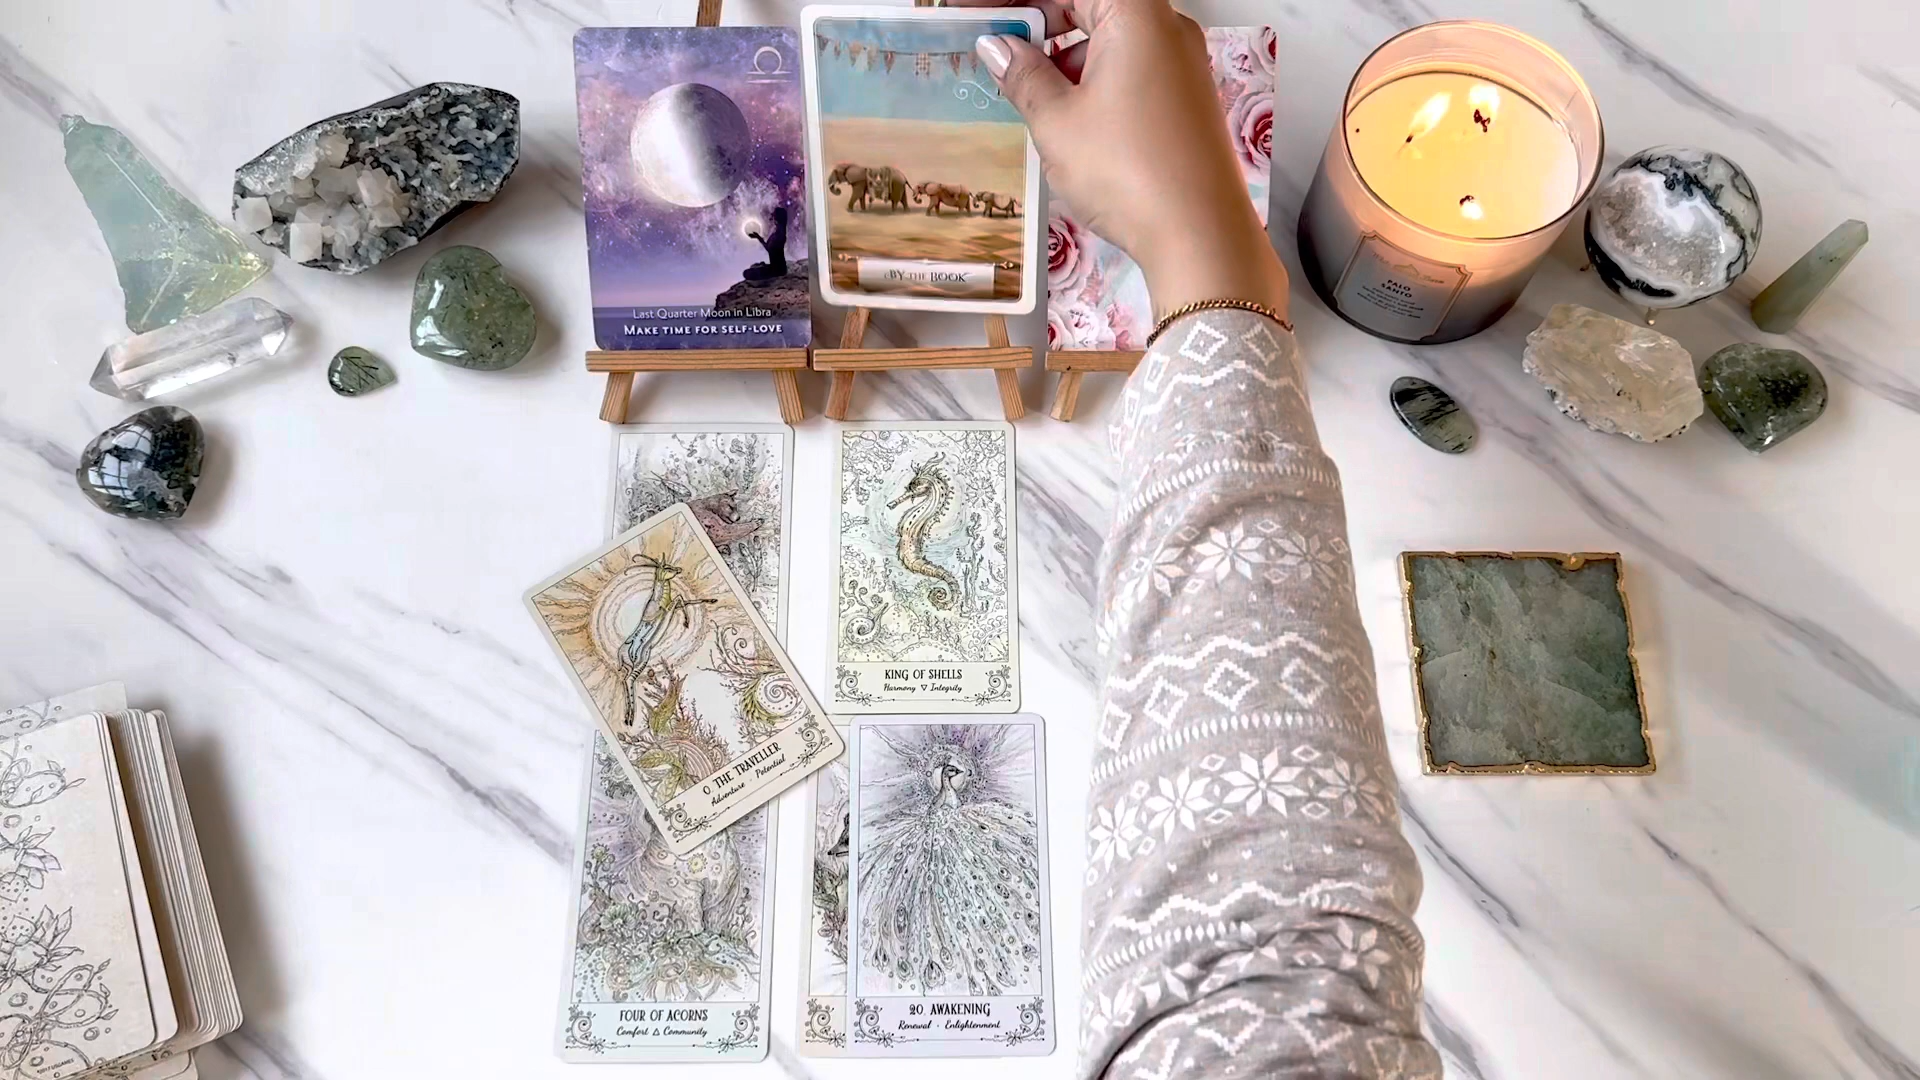 Last Quarter Moon in Libra
MAKE TIME FOR SELF-LOVE
BY THE BOOK
PALO
SANTO
KING OF SHELLS
Harmony ▽ Integrity
0. THE TRAVELLER
Adventure · Potential
FOUR OF ACORNS
Comfort △ Community
20. AWAKENING
Renewal · Enlightenment